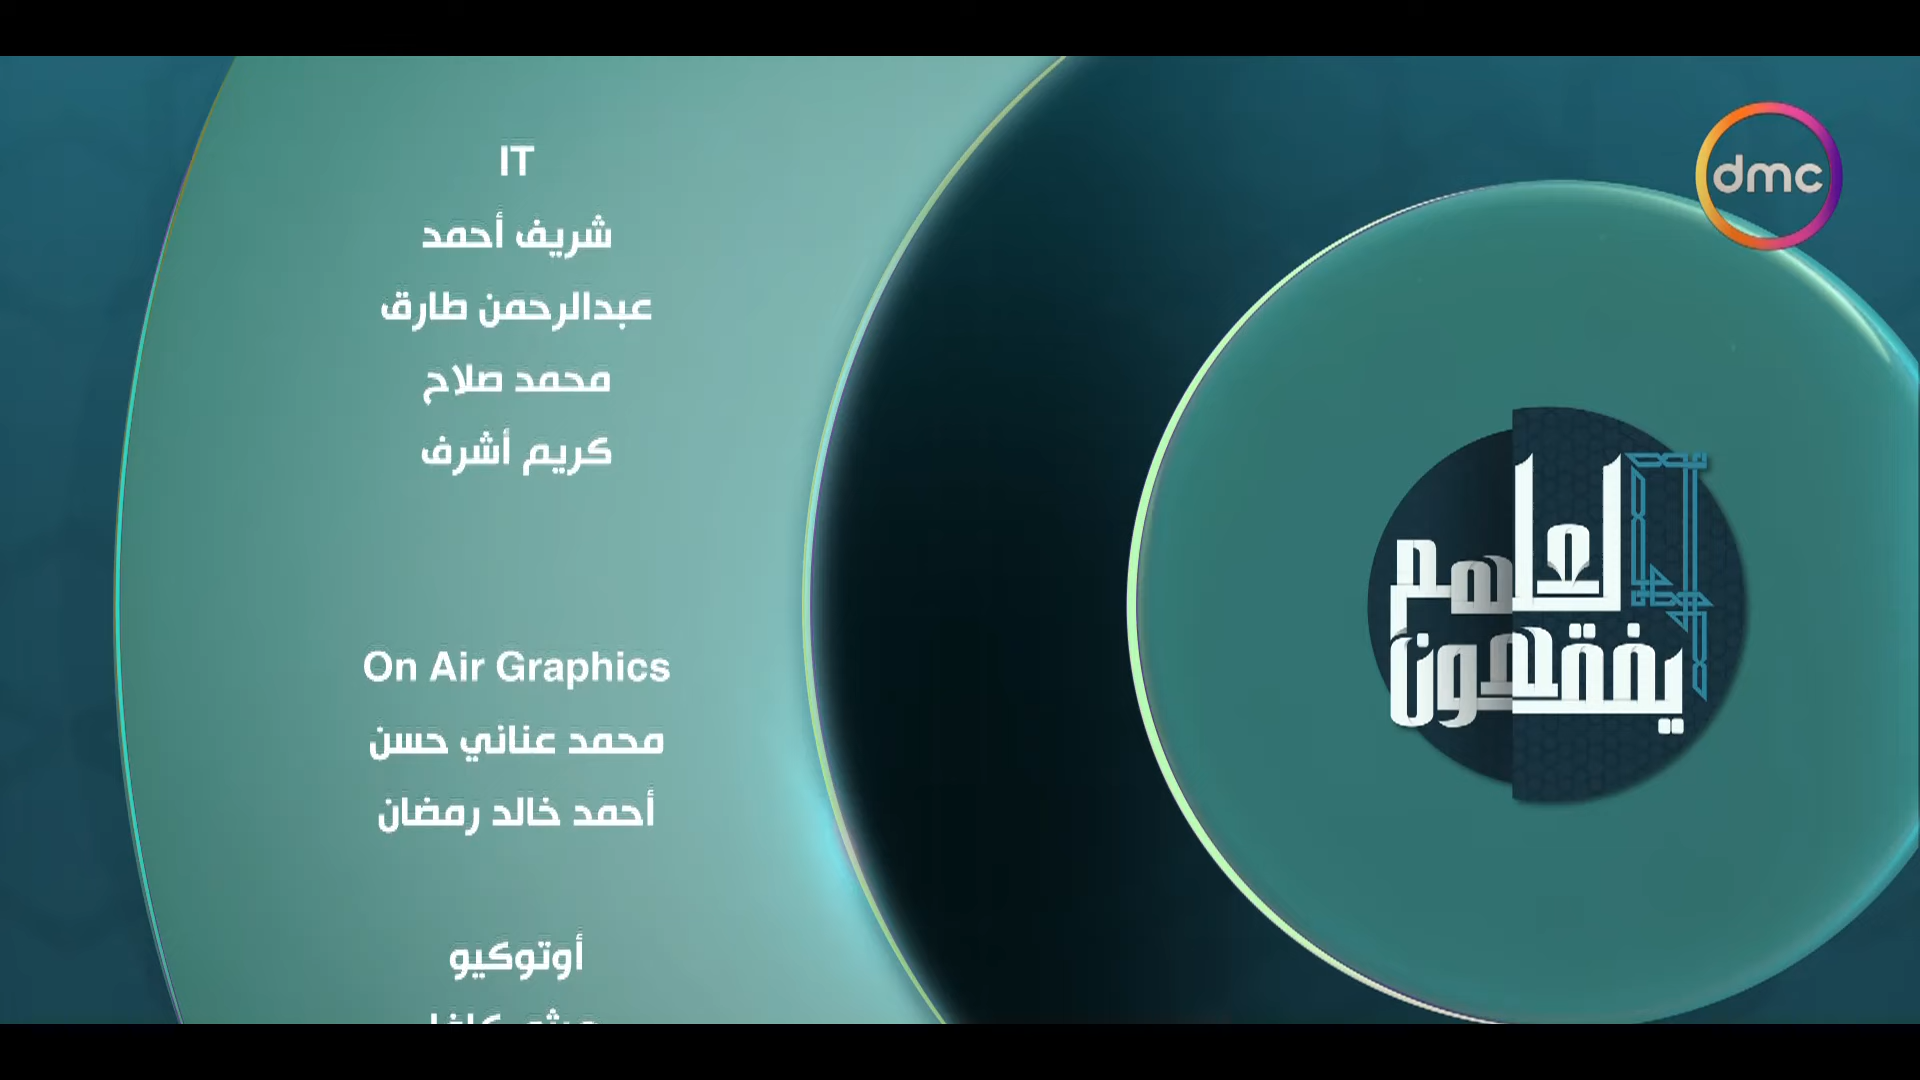 dmc
IT
شريف أحمد
عبدالرحمن طارق
محمد صلاح
كريم أشرف
On Air Graphics
محمد عناني حسن
أحمد خالد رمضان
أوتوكيو
لعلهم
يفقهون